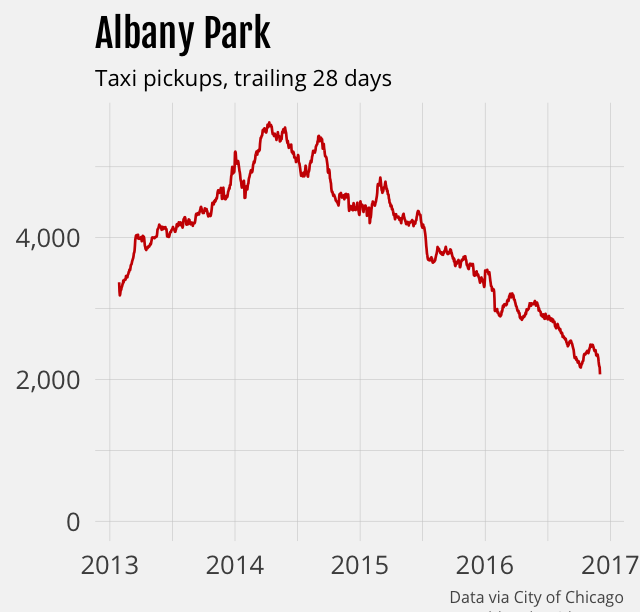 Albany Park
Taxi pickups, trailing 28 days
4,000
2,000
0
2013 2014 2015 2016 2017
Data via City of Chicago